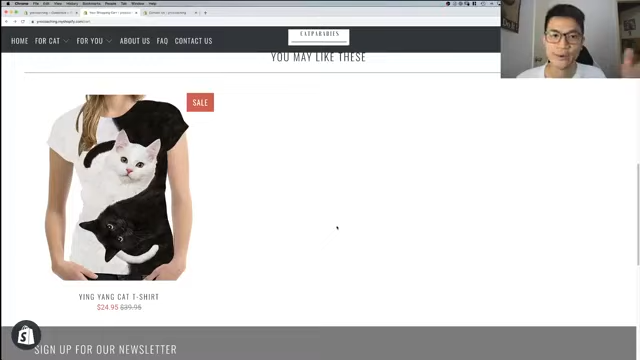 HOME FOR CAT FOR YOU ABOUT US FAQ CONTACT US
CATPARABIES
YOU MAY LIKE THESE
SALE
YING YANG CAT T-SHIRT
$24.95 $39.95
SIGN UP FOR OUR NEWSLETTER